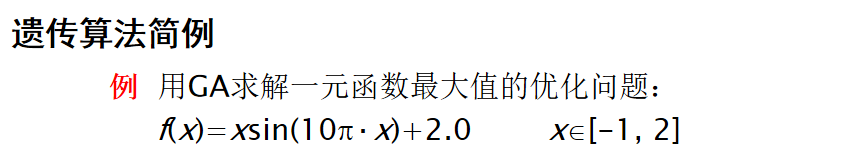 遗传算法简例
例 用GA求解一元函数最大值的优化问题：
f(x)=xsin(10π·x)+2.0 x∈[-1, 2]